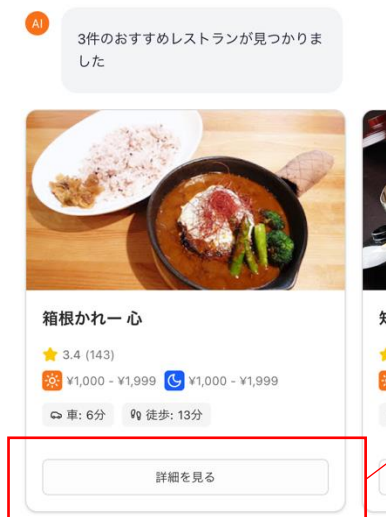 AI
3件のおすすめレストランが見つかりま
した
箱根かれー 心
3.4 (143)
¥1,000 - ¥1,999 ¥1,000 - ¥1,999
車: 6分 徒歩: 13分
詳細を見る